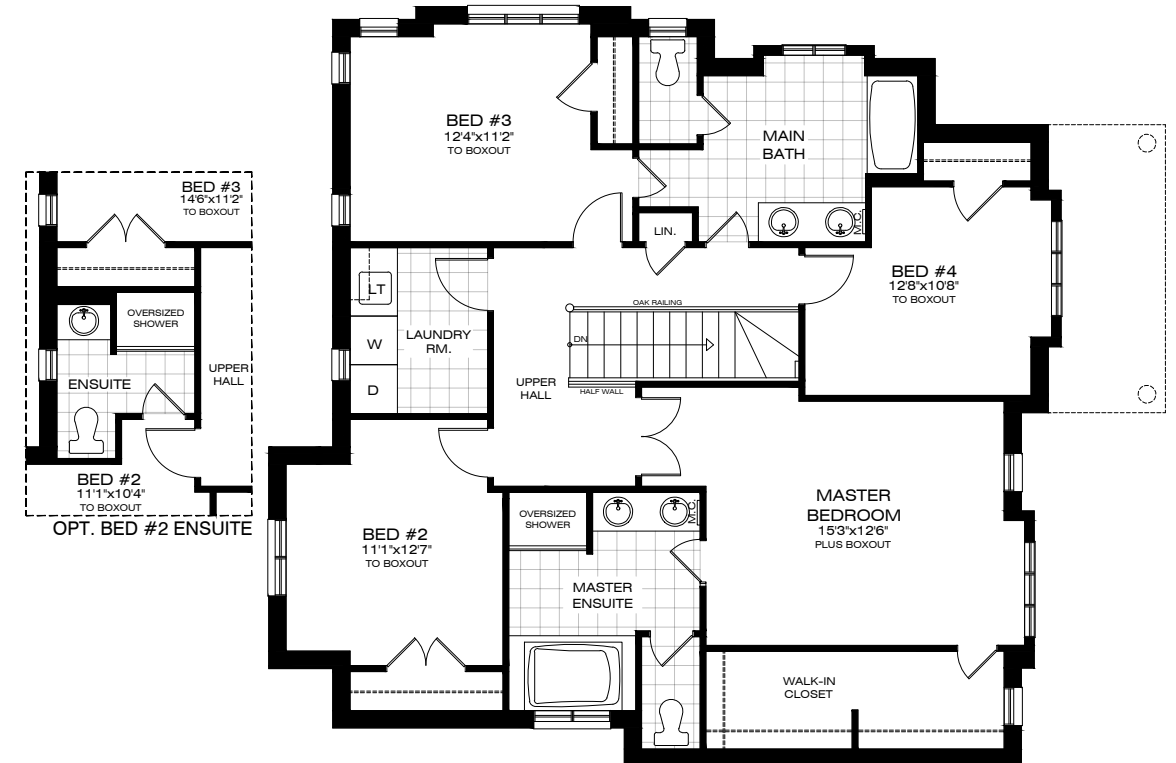 BED #3
12'4"x11'2"
TO BOXOUT
MAIN
BATH
M.C.
LIN.
BED #4
12'8"x10'8"
TO BOXOUT
OAK RAILING
DN
HALF WALL
UPPER
HALL
LT
W
D
LAUNDRY
RM.
BED #3
14'6"x11'2"
TO BOXOUT
OVERSIZED
SHOWER
ENSUITE
UPPER
HALL
BED #2
11'1"x10'4"
TO BOXOUT
OPT. BED #2 ENSUITE
BED #2
11'1"x12'7"
TO BOXOUT
OVERSIZED
SHOWER
M.C.
MASTER
ENSUITE
MASTER
BEDROOM
15'3"x12'6"
PLUS BOXOUT
WALK-IN
CLOSET